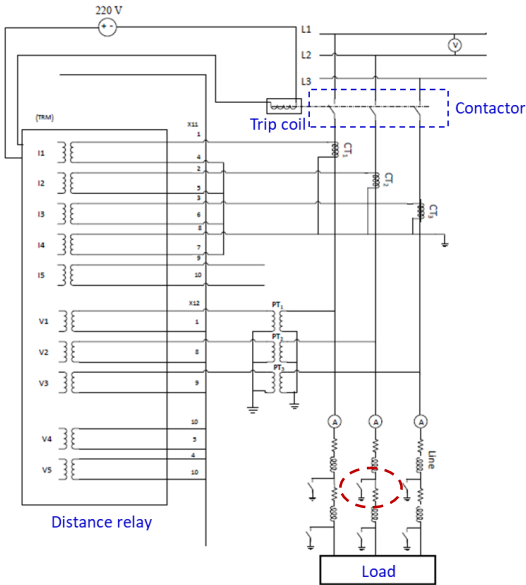 220 V
+ -
L1
V
L2
L3
Contactor
Trip coil
(TRM)
X11
1
I1
4
CT1
2
I2
5
CT2
3
I3
6
CT3
8
I4
7
9
I5
10
X12
PT1
V1
1
PT2
V2
8
PT3
V3
9
A A A
10
V4
5
4
V5
10
Line
Distance relay
Load